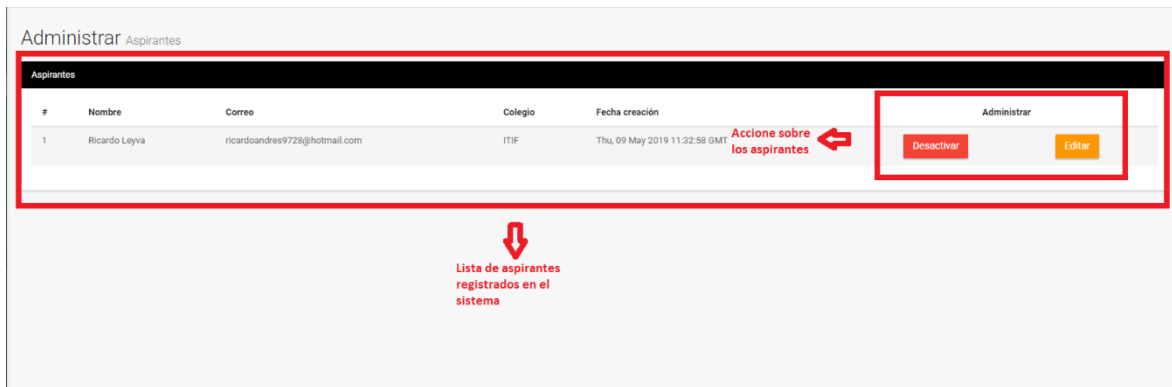 Administrar Aspirantes
Aspirantes
# Nombre Correo Colegio Fecha creación Administrar
1 Ricardo Leyva ricardoandres9728@hotmail.com ITIF Thu, 09 May 2019 11:32:58 GMT Desactivar Editar
Accione sobre
los aspirantes
Lista de aspirantes
registrados en el
sistema